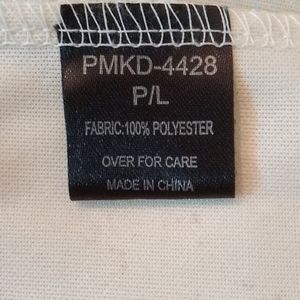 PMKD-4428
P/L
FABRIC:100% POLYESTER
OVER FOR CARE
MADE IN CHINA